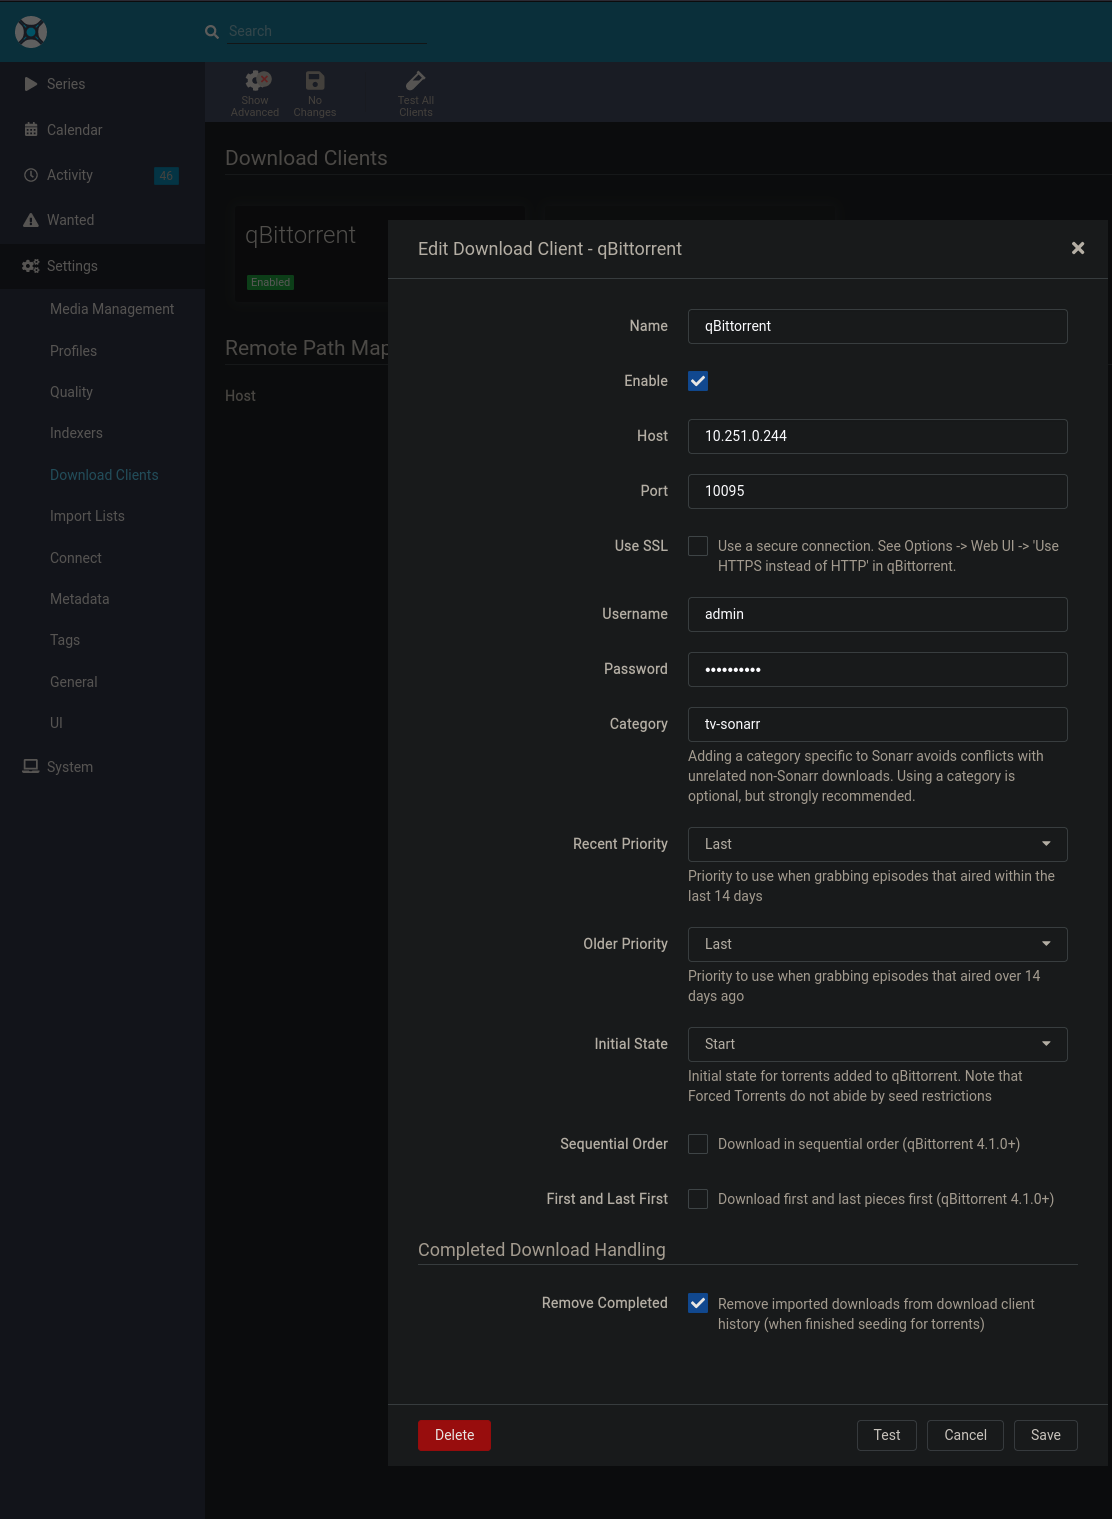 Search
Series
Calendar
Activity
46
Wanted
Settings
Media Management
Profiles
Quality
Indexers
Download Clients
Import Lists
Connect
Metadata
Tags
General
UI
System
Show
Advanced
No
Changes
Test All
Clients
Download Clients
qBittorrent
Enabled
Remote Path Map
Host
Edit Download Client - qBittorrent
Name
qBittorrent
Enable
Host
10.251.0.244
Port
10095
Use SSL
Use a secure connection. See Options -> Web UI -> 'Use
HTTPS instead of HTTP' in qBittorrent.
Username
admin
Password
••••••••••
Category
tv-sonarr
Adding a category specific to Sonarr avoids conflicts with
unrelated non-Sonarr downloads. Using a category is
optional, but strongly recommended.
Recent Priority
Last
Priority to use when grabbing episodes that aired within the
last 14 days
Older Priority
Last
Priority to use when grabbing episodes that aired over 14
days ago
Initial State
Start
Initial state for torrents added to qBittorrent. Note that
Forced Torrents do not abide by seed restrictions
Sequential Order
Download in sequential order (qBittorrent 4.1.0+)
First and Last First
Download first and last pieces first (qBittorrent 4.1.0+)
Completed Download Handling
Remove Completed
Remove imported downloads from download client
history (when finished seeding for torrents)
Delete
Test
Cancel
Save